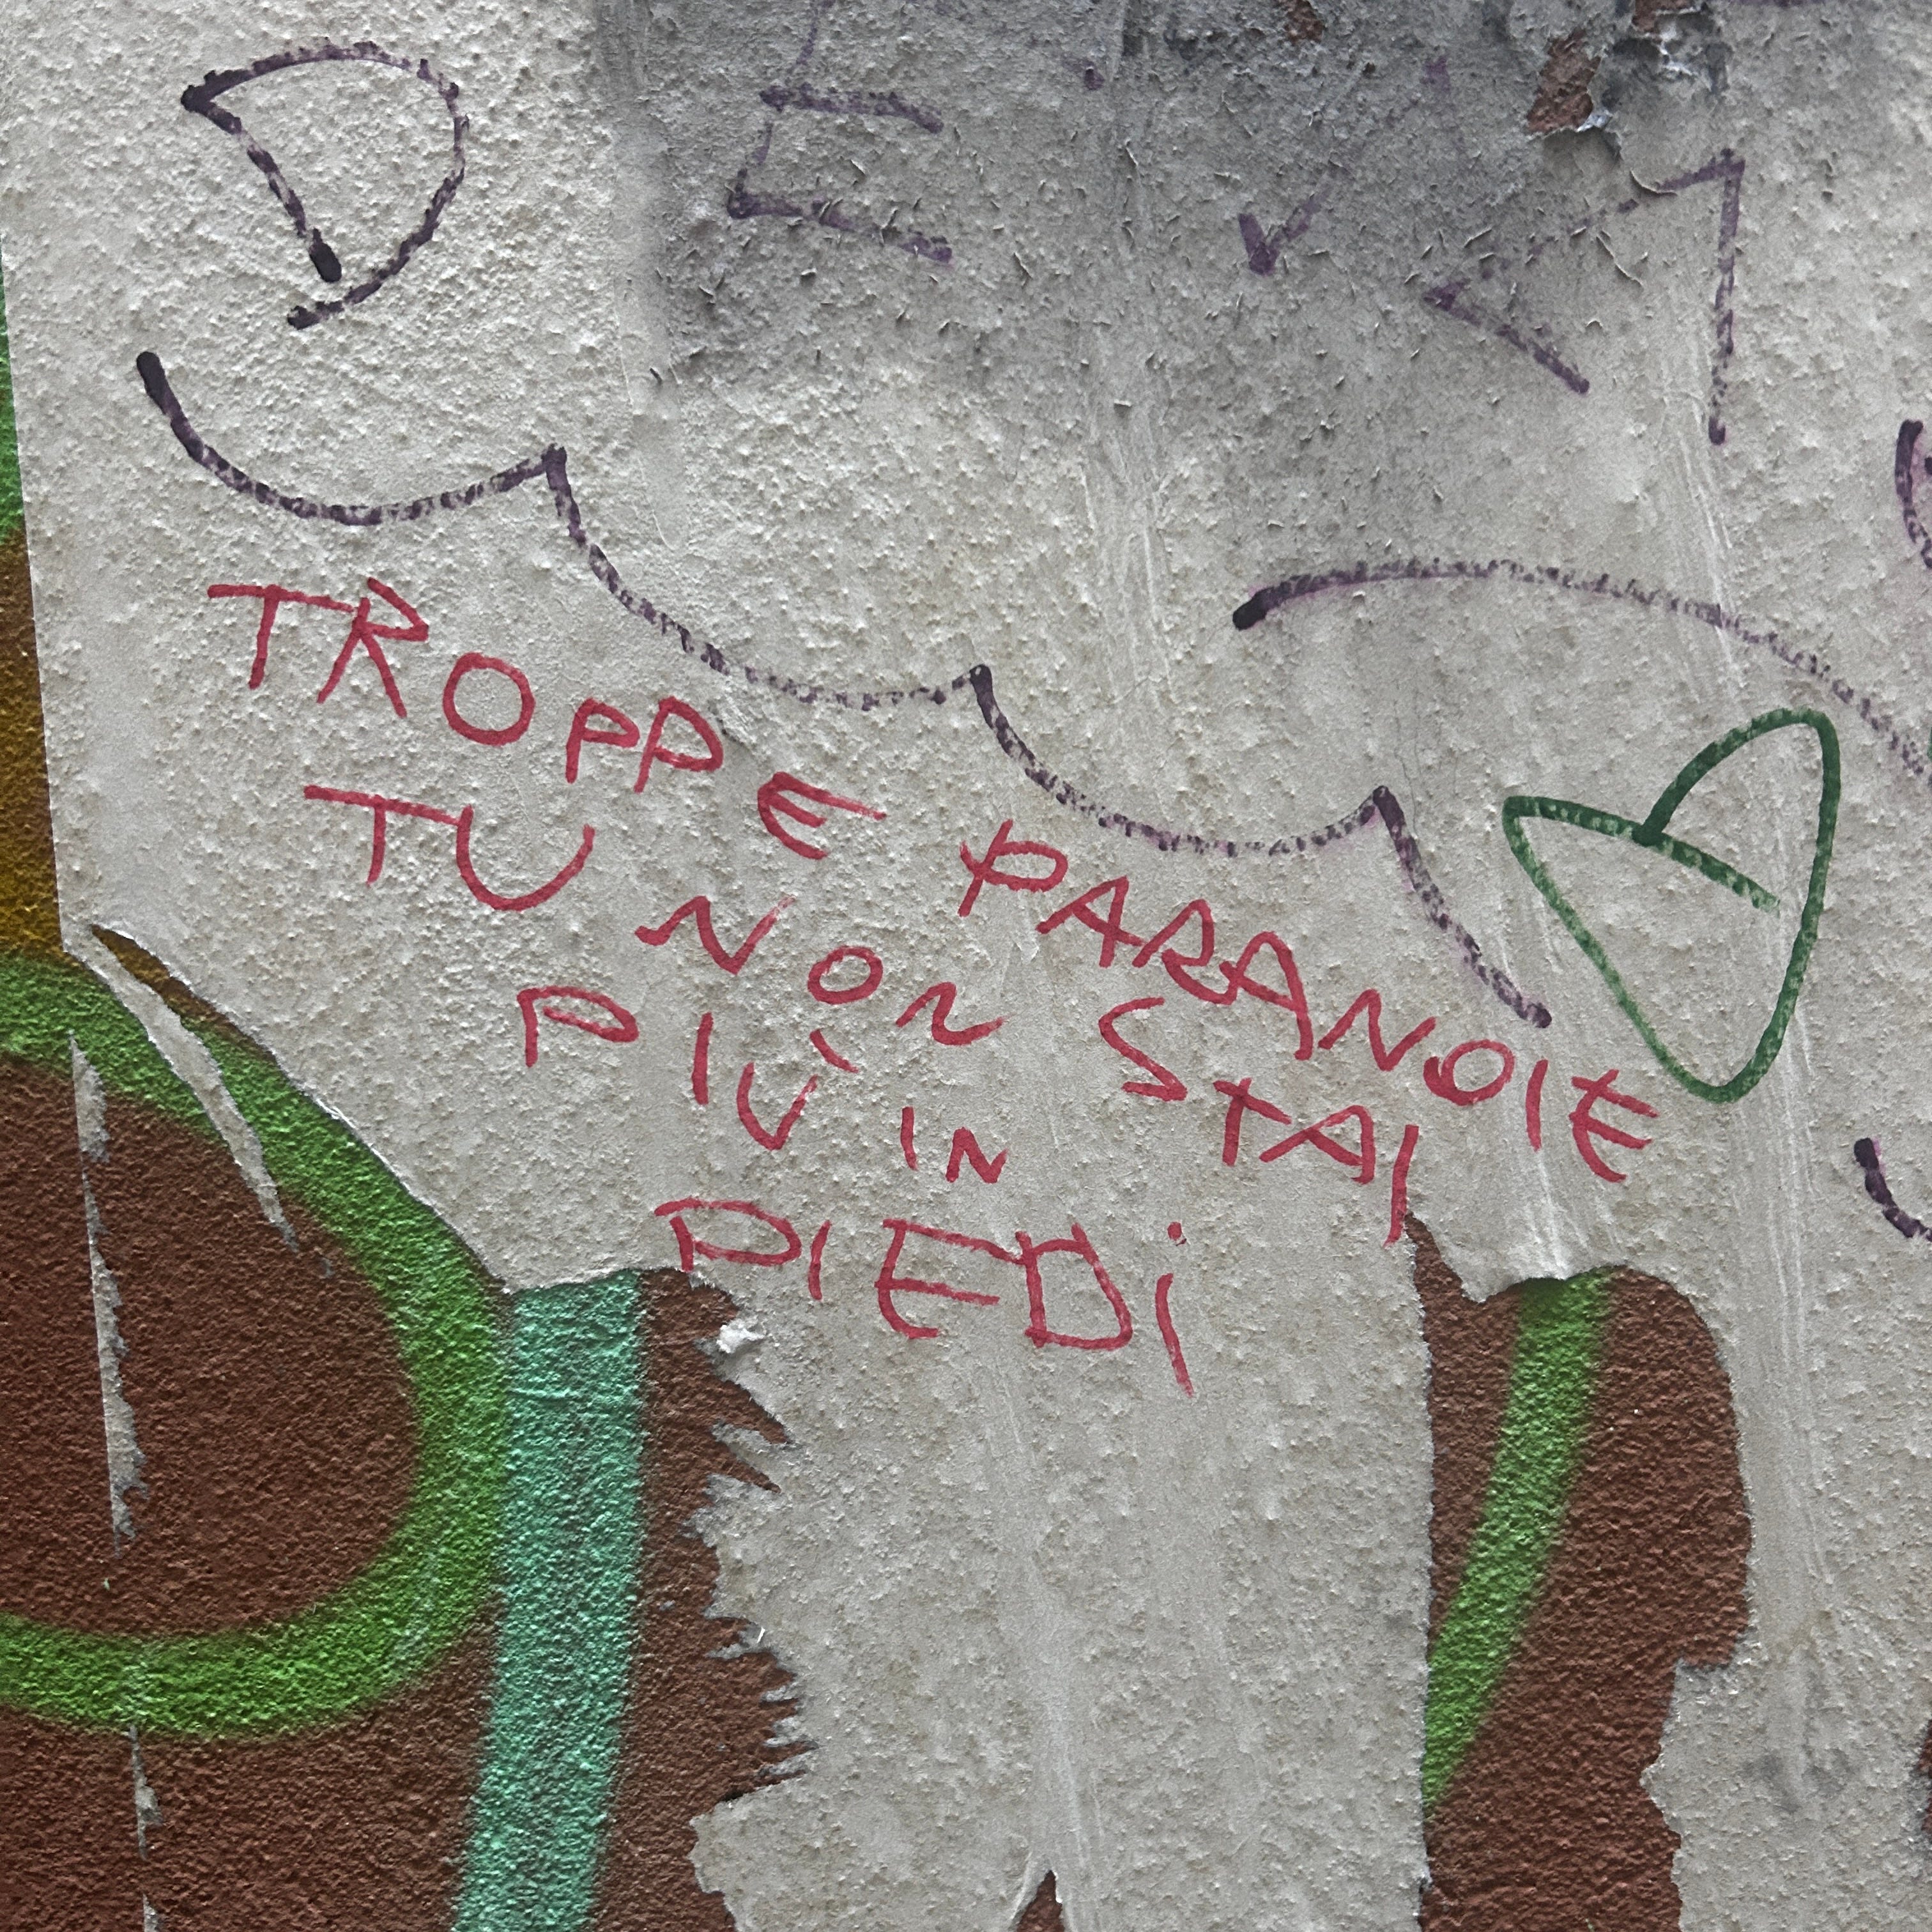 TROPPE PARANOIE
TU NON STAI
PIÙ IN
PIEDi